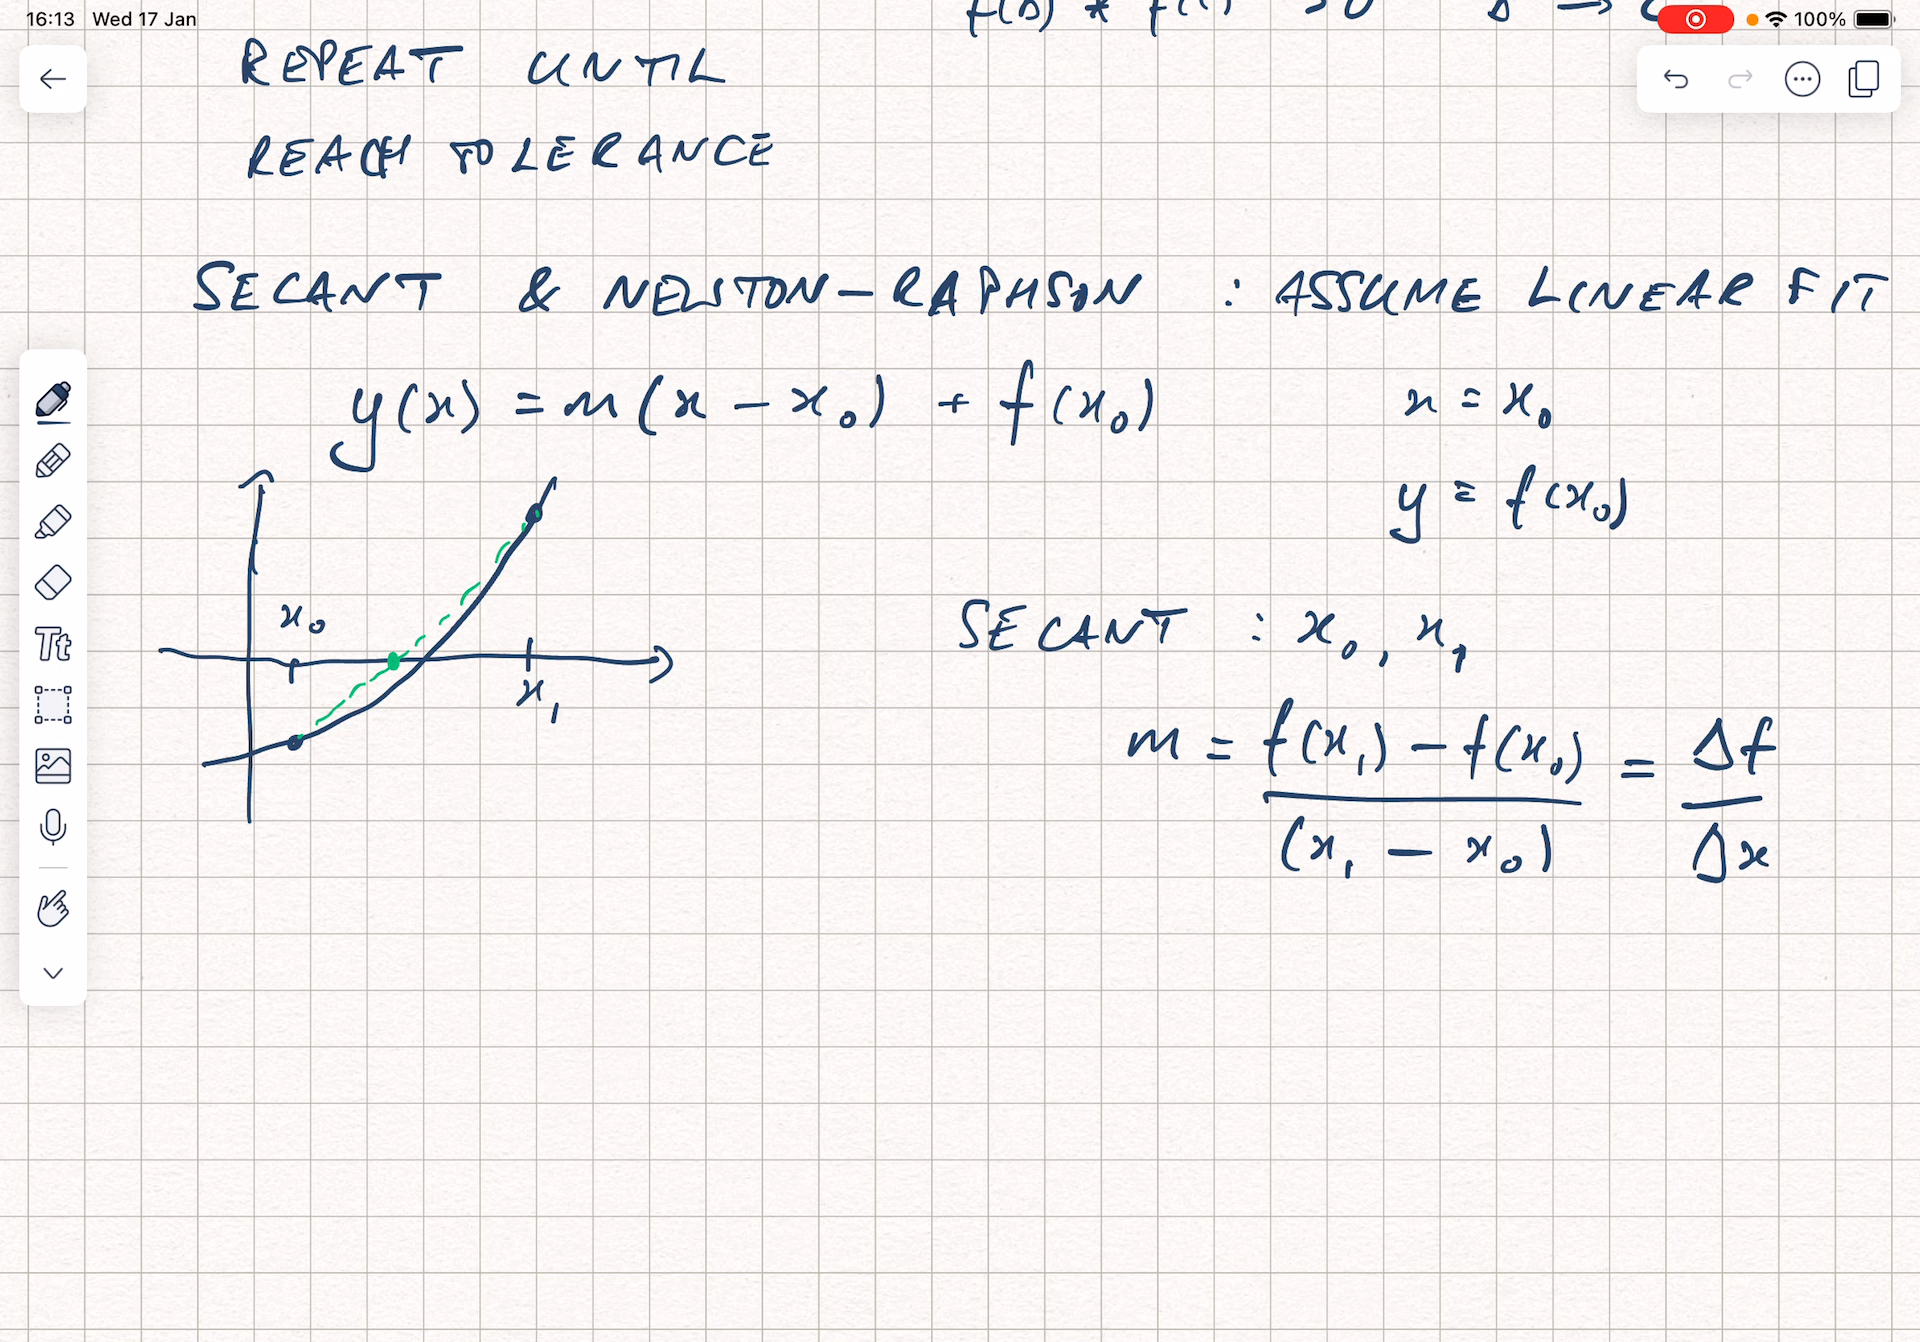 16:13 Wed 17 Jan
100%
REPEAT UNTIL
REACH TOLERANCE
SECANT & NEWTON-RAPHSON : ASSUME LINEAR FIT
y(x) = m(x - x₀) + f(x₀)
x = x₀
y = f(x₀)
x₀
x₁
SECANT : x₀, x₁
m = f(x₁) - f(x₀) = Δf
(x₁ - x₀) Δx
Tt